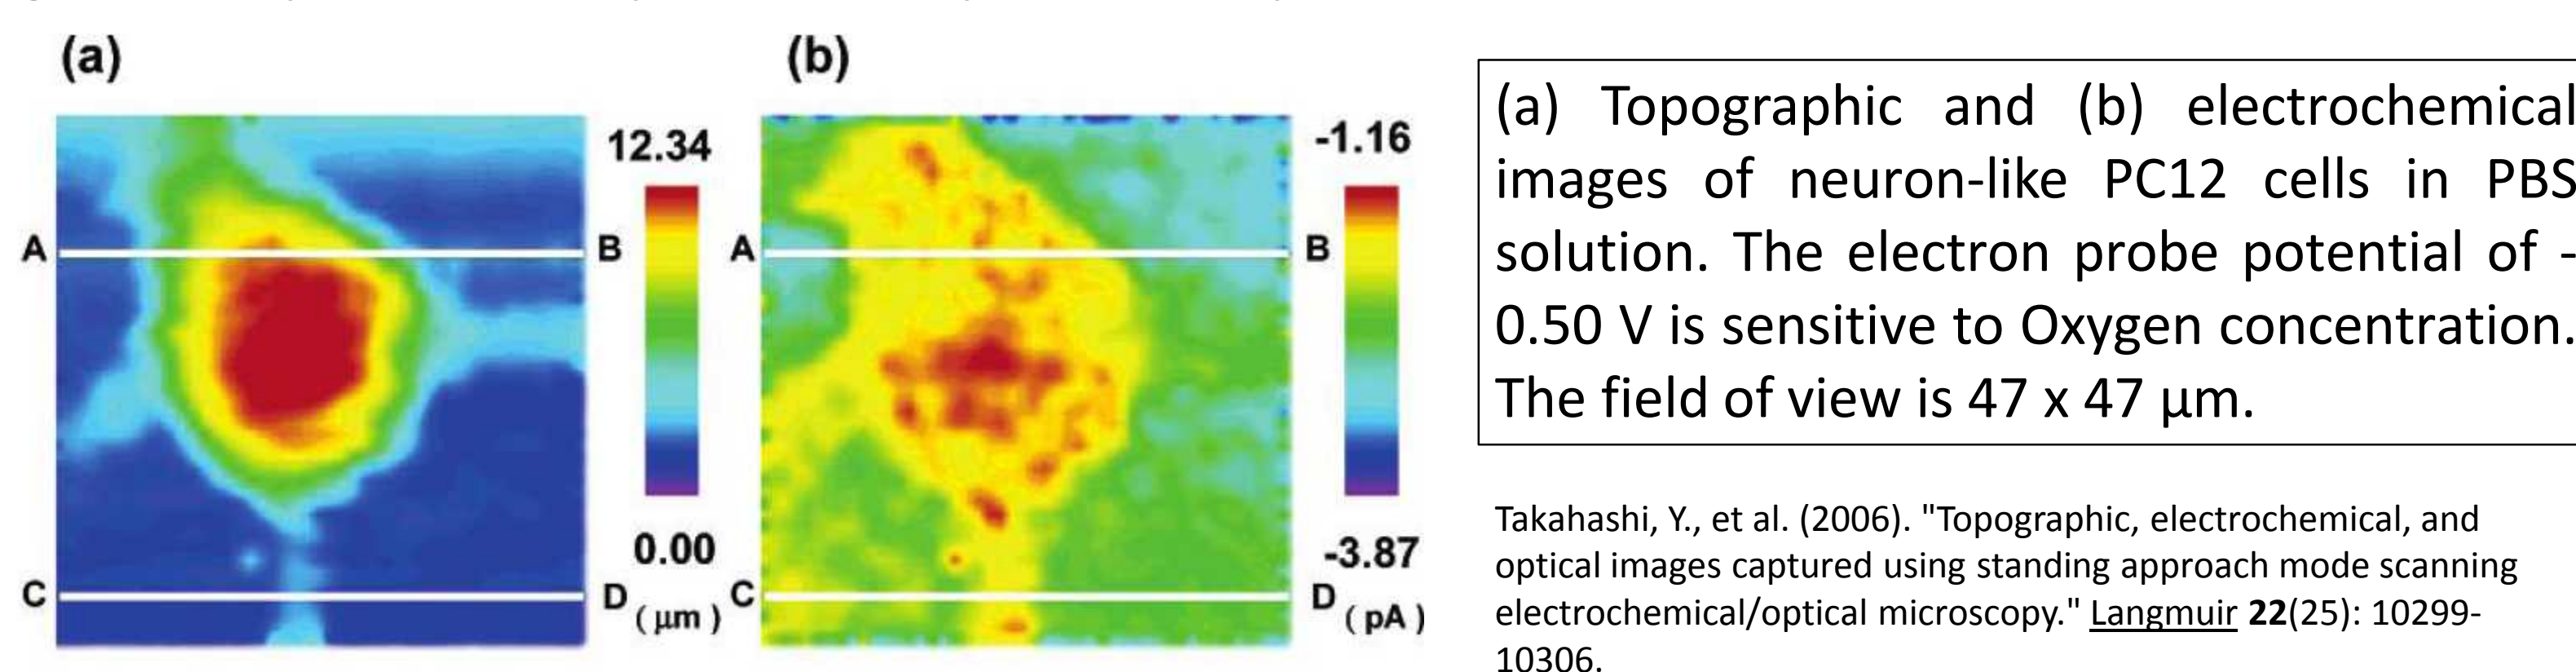 (a)
(b)
12.34
0.00
(µm)
A
B
C
D
-1.16
-3.87
(pA)
A
B
C
D
(a) Topographic and (b) electrochemical
images of neuron-like PC12 cells in PBS
solution. The electron probe potential of -
0.50 V is sensitive to Oxygen concentration.
The field of view is 47 x 47 µm.
Takahashi, Y., et al. (2006). "Topographic, electrochemical, and
optical images captured using standing approach mode scanning
electrochemical/optical microscopy." Langmuir 22(25): 10299-
10306.